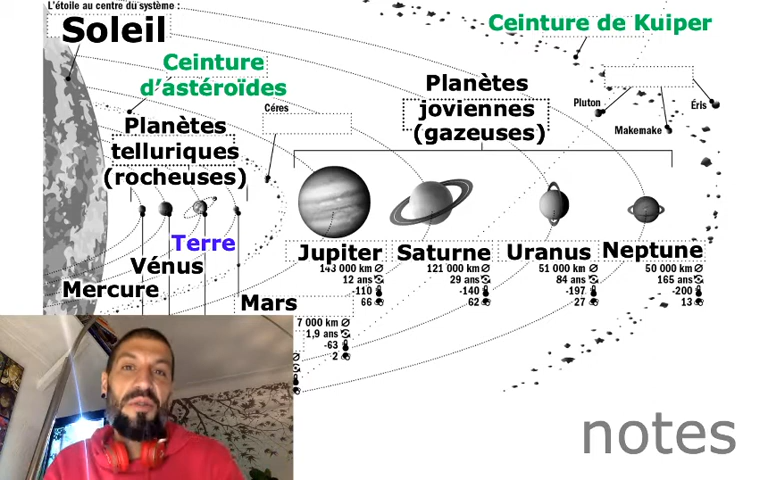 L'étoile au centre du système :
Soleil
Ceinture de Kuiper
Ceinture
d'astéroïdes
Planètes
joviennes
(gazeuses)
Pluton
Éris
Makemake
Cérès
Planètes
telluriques
(rocheuses)
Terre
Vénus
Mercure
Mars
Jupiter
143 000 km
12 ans
-110
66
Saturne
121 000 km
29 ans
-140
62
Uranus
51 000 km
84 ans
-197
27
Neptune
50 000 km
165 ans
-200
13
7 000 km
1,9 ans
-63
2
notes